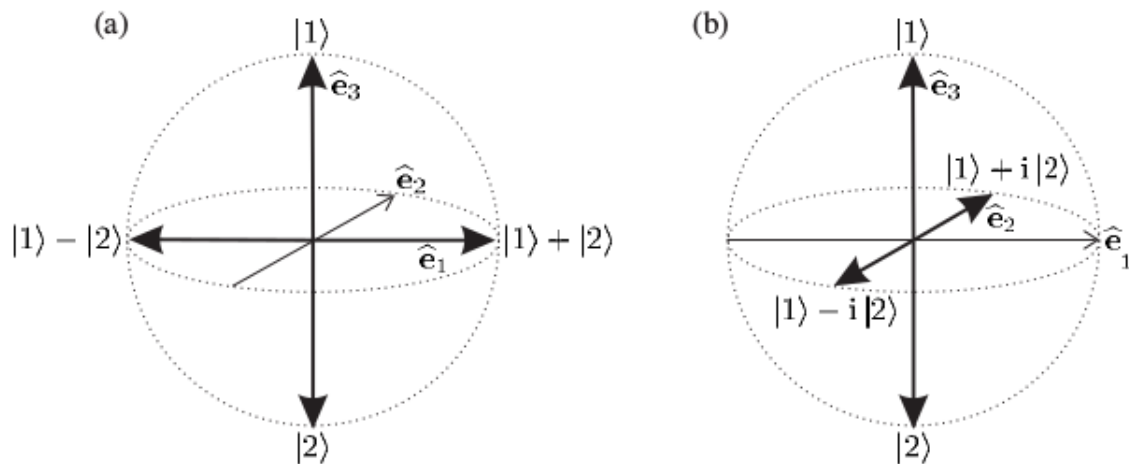 (a)
|1⟩
ê₃
ê₂
|1⟩ − |2⟩
ê₁
|1⟩ + |2⟩
|2⟩
(b)
|1⟩
ê₃
|1⟩ + i |2⟩
ê₂
ê₁
|1⟩ − i |2⟩
|2⟩